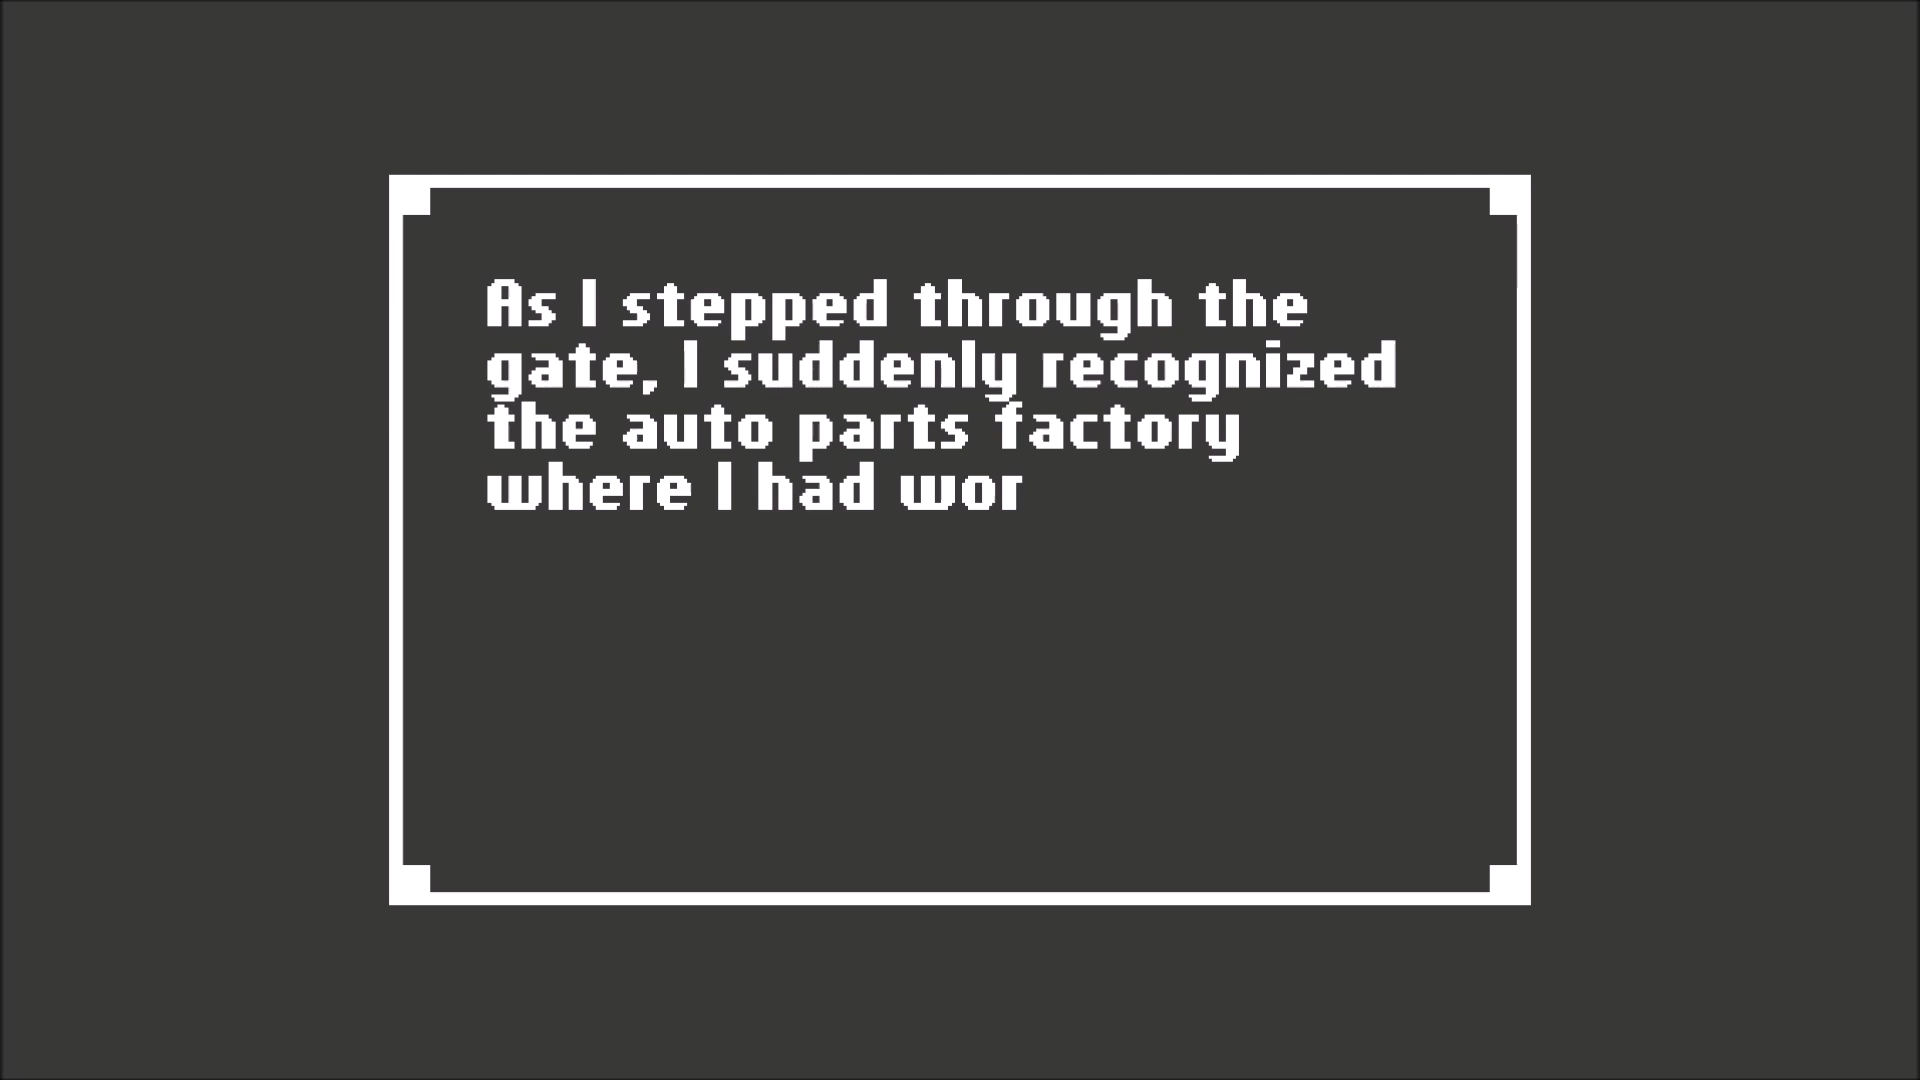 As I stepped through the
gate, I suddenly recognized
the auto parts factory
where I had wor